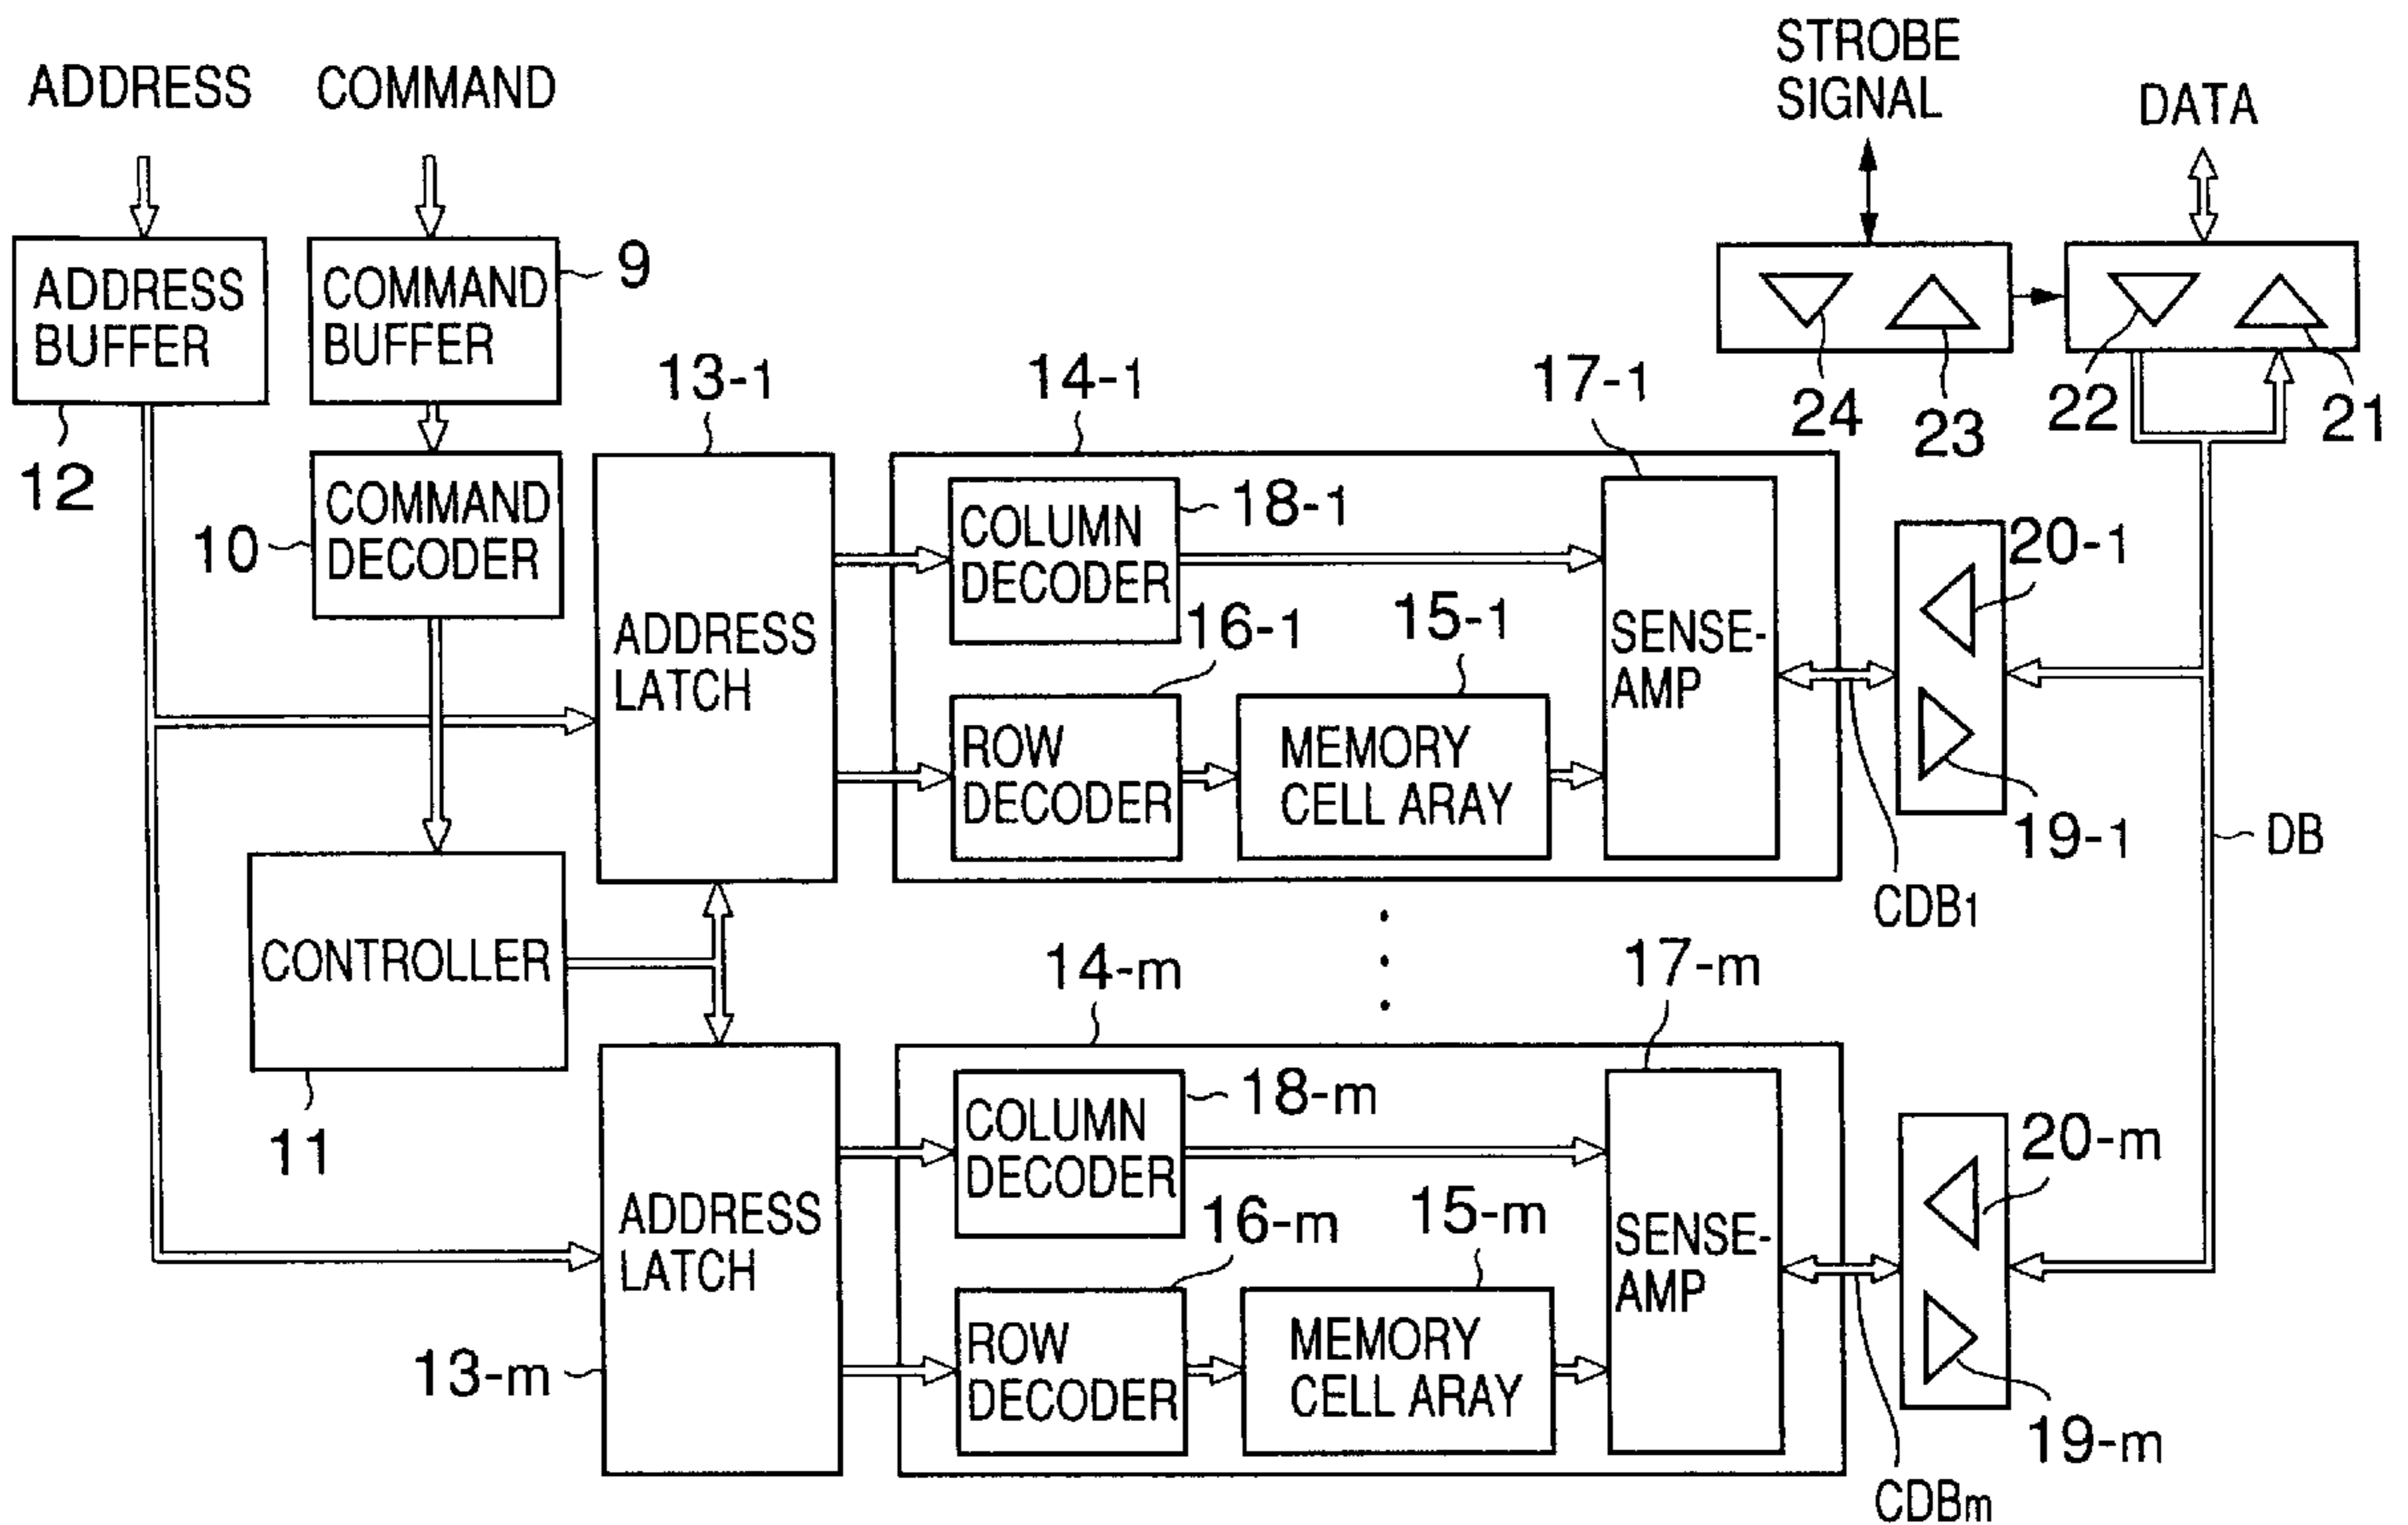 STROBE
SIGNAL
ADDRESS
COMMAND
DATA
ADDRESS
BUFFER
COMMAND
BUFFER
9
12
13-1
14-1
17-1
24
23
22
21
10
COMMAND
DECODER
ADDRESS
LATCH
COLUMN
DECODER
18-1
16-1
15-1
SENSE-
AMP
20-1
ROW
DECODER
MEMORY
CELL ARAY
19-1
DB
CDB1
CONTROLLER
11
14-m
17-m
ADDRESS
LATCH
13-m
COLUMN
DECODER
18-m
16-m
15-m
SENSE-
AMP
20-m
ROW
DECODER
MEMORY
CELL ARAY
19-m
CDBm